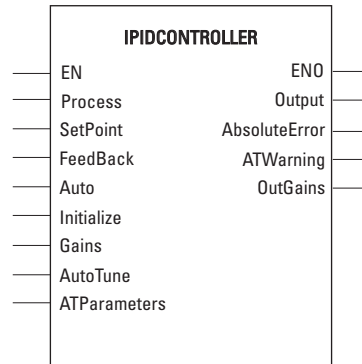 IPIDCONTROLLER
EN ENO
Process Output
SetPoint AbsoluteError
FeedBack ATWarning
Auto OutGains
Initialize
Gains
AutoTune
ATParameters